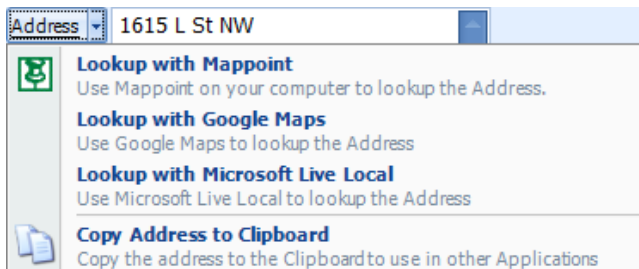 Address 1615 L St NW
Lookup with Mappoint
Use Mappoint on your computer to lookup the Address.
Lookup with Google Maps
Use Google Maps to lookup the Address
Lookup with Microsoft Live Local
Use Microsoft Live Local to lookup the Address
Copy Address to Clipboard
Copy the address to the Clipboard to use in other Applications